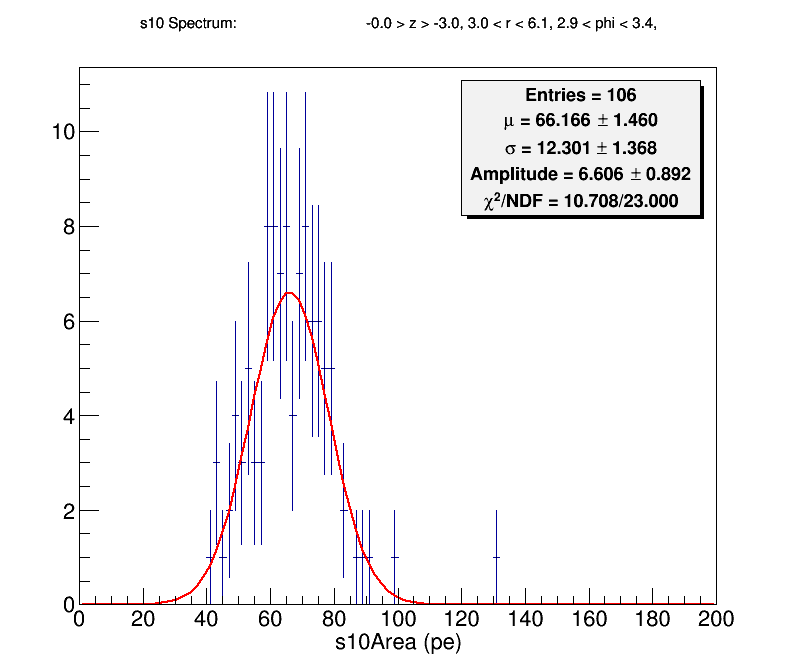 s10 Spectrum: -0.0 > z > -3.0, 3.0 < r < 6.1, 2.9 < phi < 3.4,
Entries = 106
μ = 66.166 ± 1.460
σ = 12.301 ± 1.368
Amplitude = 6.606 ± 0.892
χ²/NDF = 10.708/23.000
10
8
6
4
2
0
0 20 40 60 80 100 120 140 160 180 200
s10Area (pe)